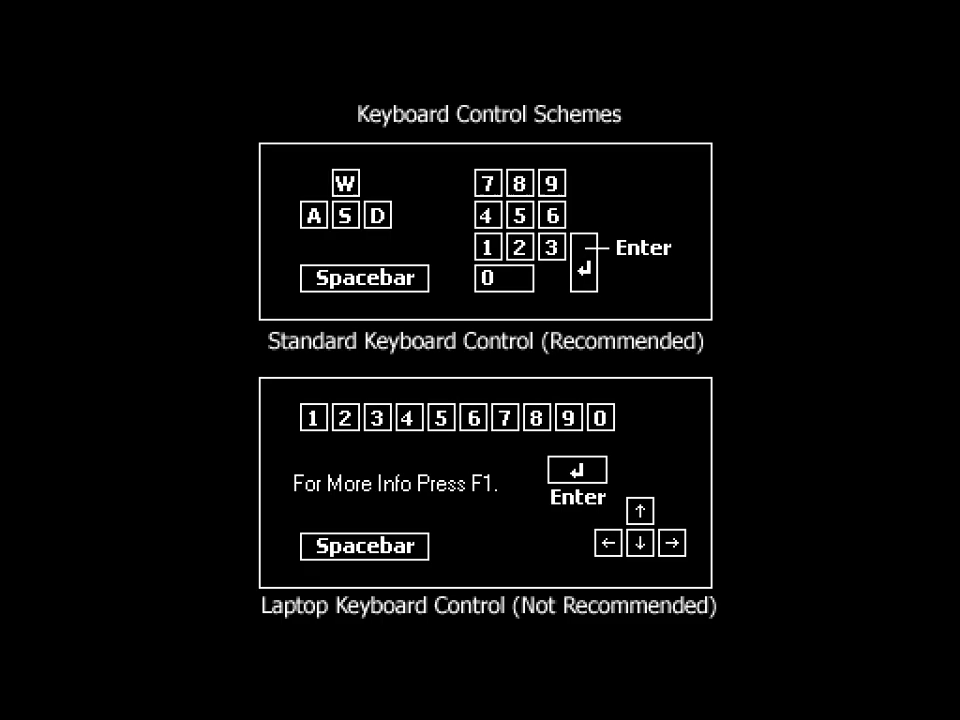 Keyboard Control Schemes
W
7 8 9
A S D
4 5 6
1 2 3
Enter
Spacebar
0
Standard Keyboard Control (Recommended)
1 2 3 4 5 6 7 8 9 0
For More Info Press F1.
Enter
Spacebar
Laptop Keyboard Control (Not Recommended)